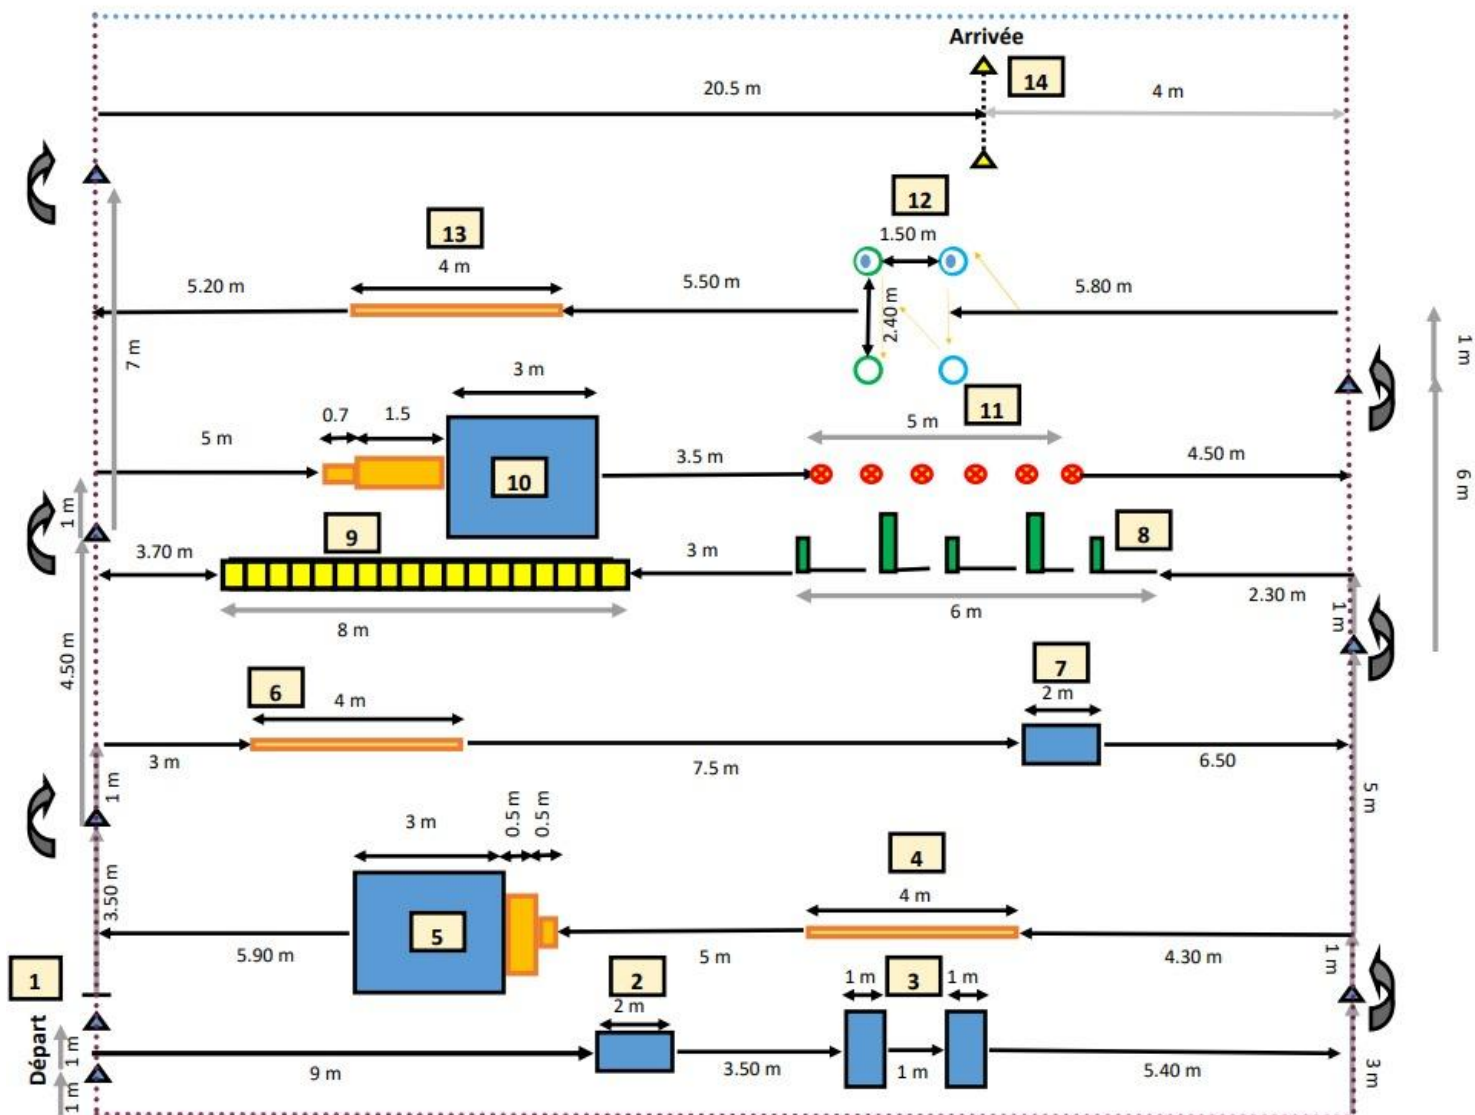 Arrivée
14
20.5 m
4 m
12
1.50 m
13
4 m
5.20 m
5.50 m
2.40 m
5.80 m
7 m
1 m
3 m
11
0.7
1.5
5 m
5 m
10
3.5 m
4.50 m
6 m
1 m
9
8
3.70 m
3 m
2.30 m
8 m
6 m
1 m
4.50 m
6
7
4 m
2 m
3 m
7.5 m
6.50
1 m
5 m
3 m
0.5 m
0.5 m
4
4 m
3.50 m
5
5.90 m
5 m
4.30 m
1 m
1
2
3
1 m
1 m
2 m
Départ
1 m
9 m
3.50 m
1 m
5.40 m
3 m
1 m